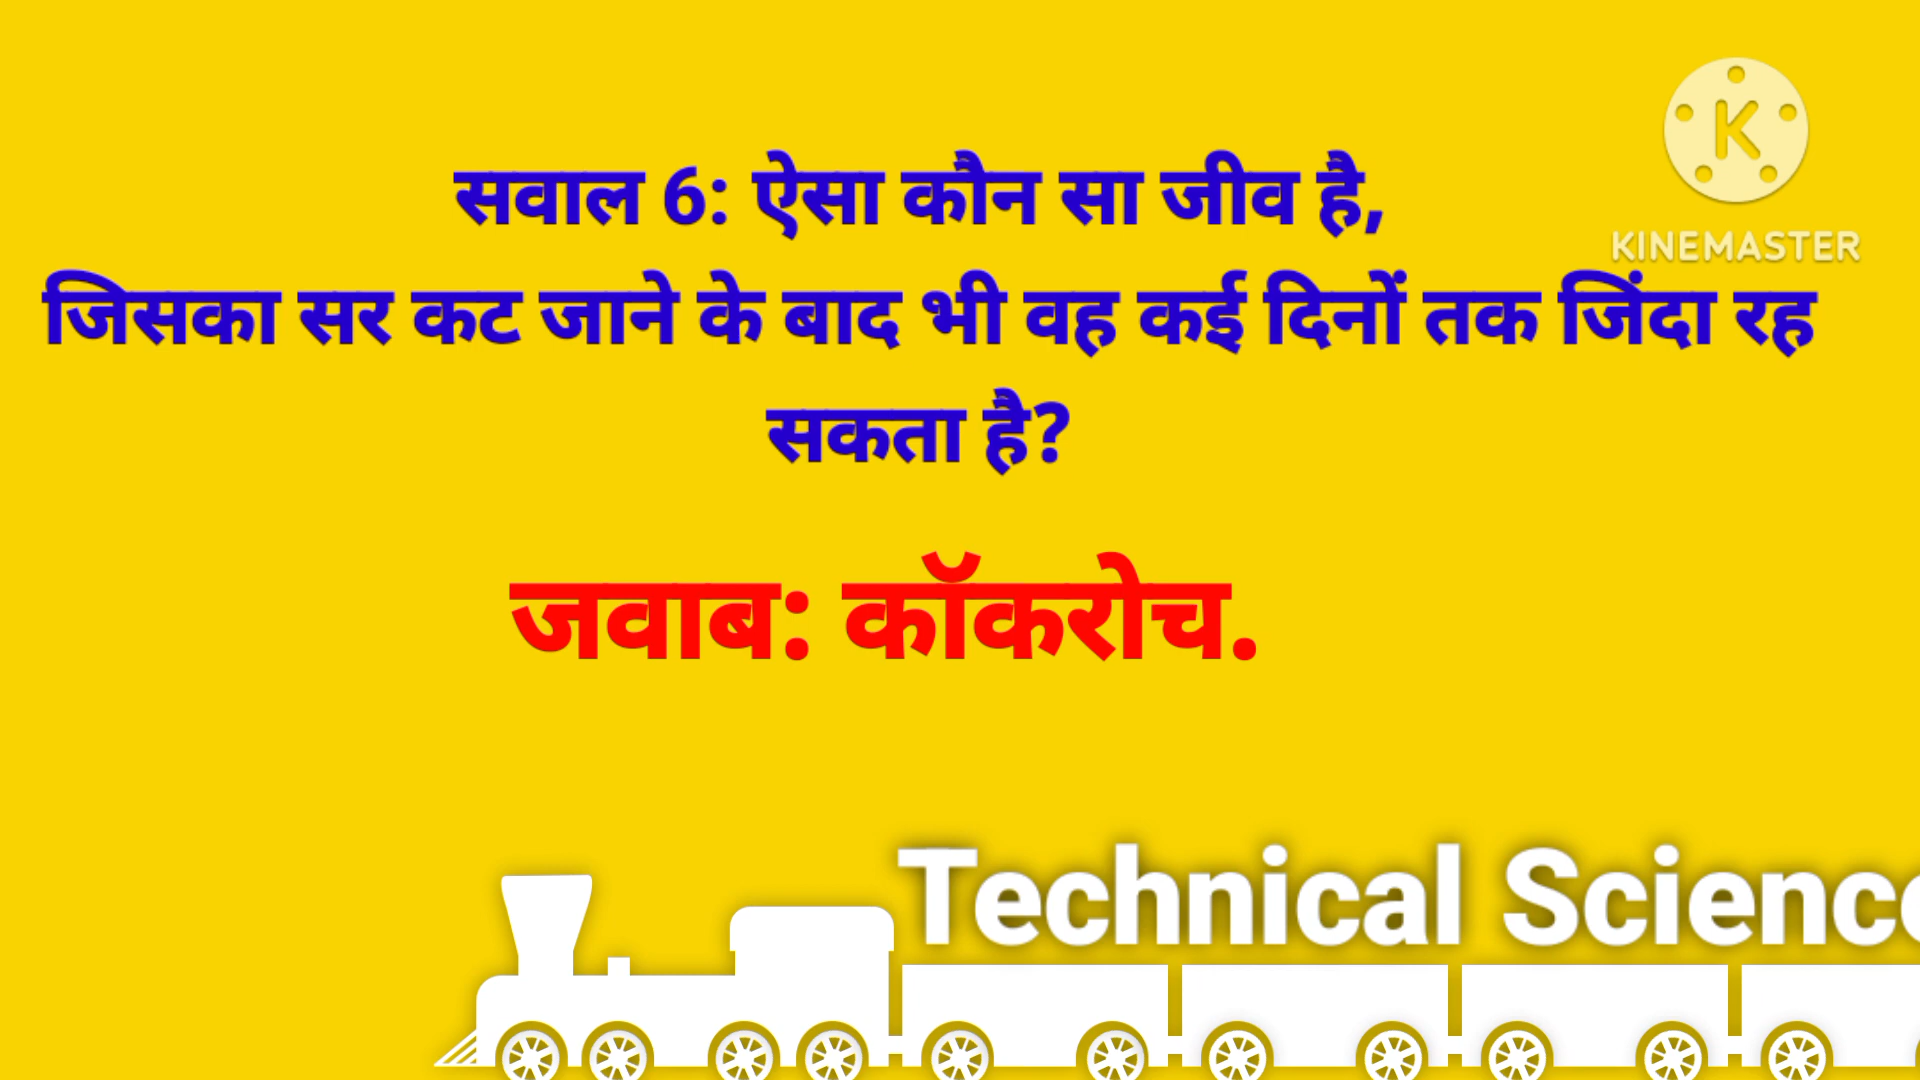 सवाल 6: ऐसा कौन सा जीव है,
जिसका सर कट जाने के बाद भी वह कई दिनों तक जिंदा रह
सकता है?
जवाब: कॉकरोच.
K
KINEMASTER
Technical Science